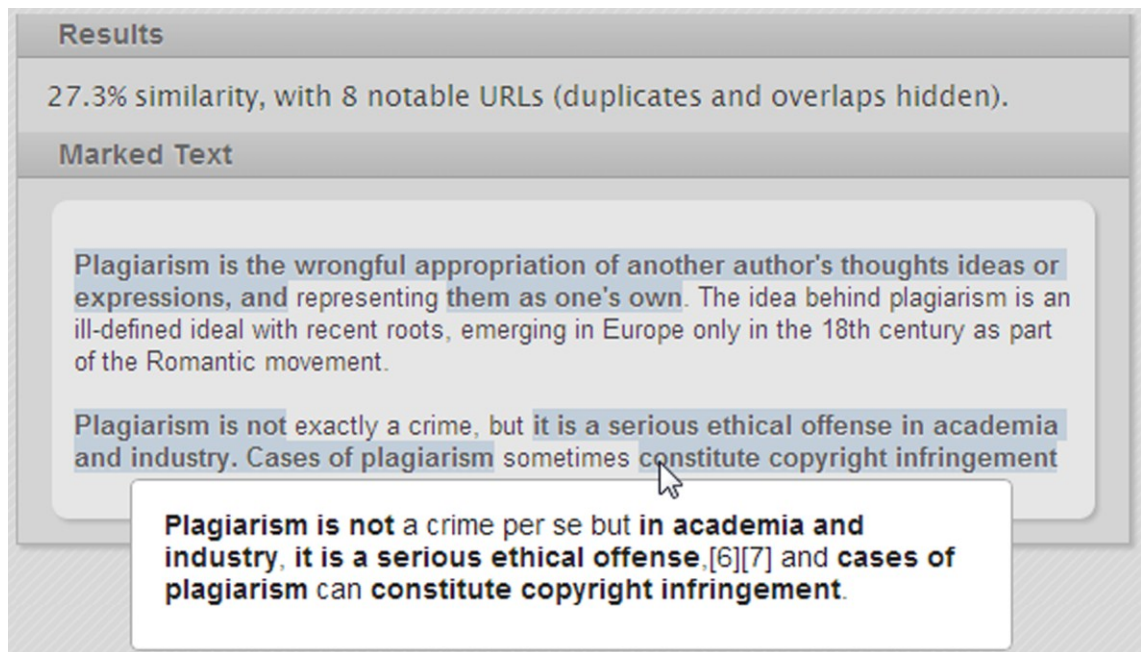 Results
27.3% similarity, with 8 notable URLs (duplicates and overlaps hidden).
Marked Text
Plagiarism is the wrongful appropriation of another author's thoughts ideas or
expressions, and representing them as one's own. The idea behind plagiarism is an
ill-defined ideal with recent roots, emerging in Europe only in the 18th century as part
of the Romantic movement.
Plagiarism is not exactly a crime, but it is a serious ethical offense in academia
and industry. Cases of plagiarism sometimes constitute copyright infringement
Plagiarism is not a crime per se but in academia and
industry, it is a serious ethical offense,[6][7] and cases of
plagiarism can constitute copyright infringement.